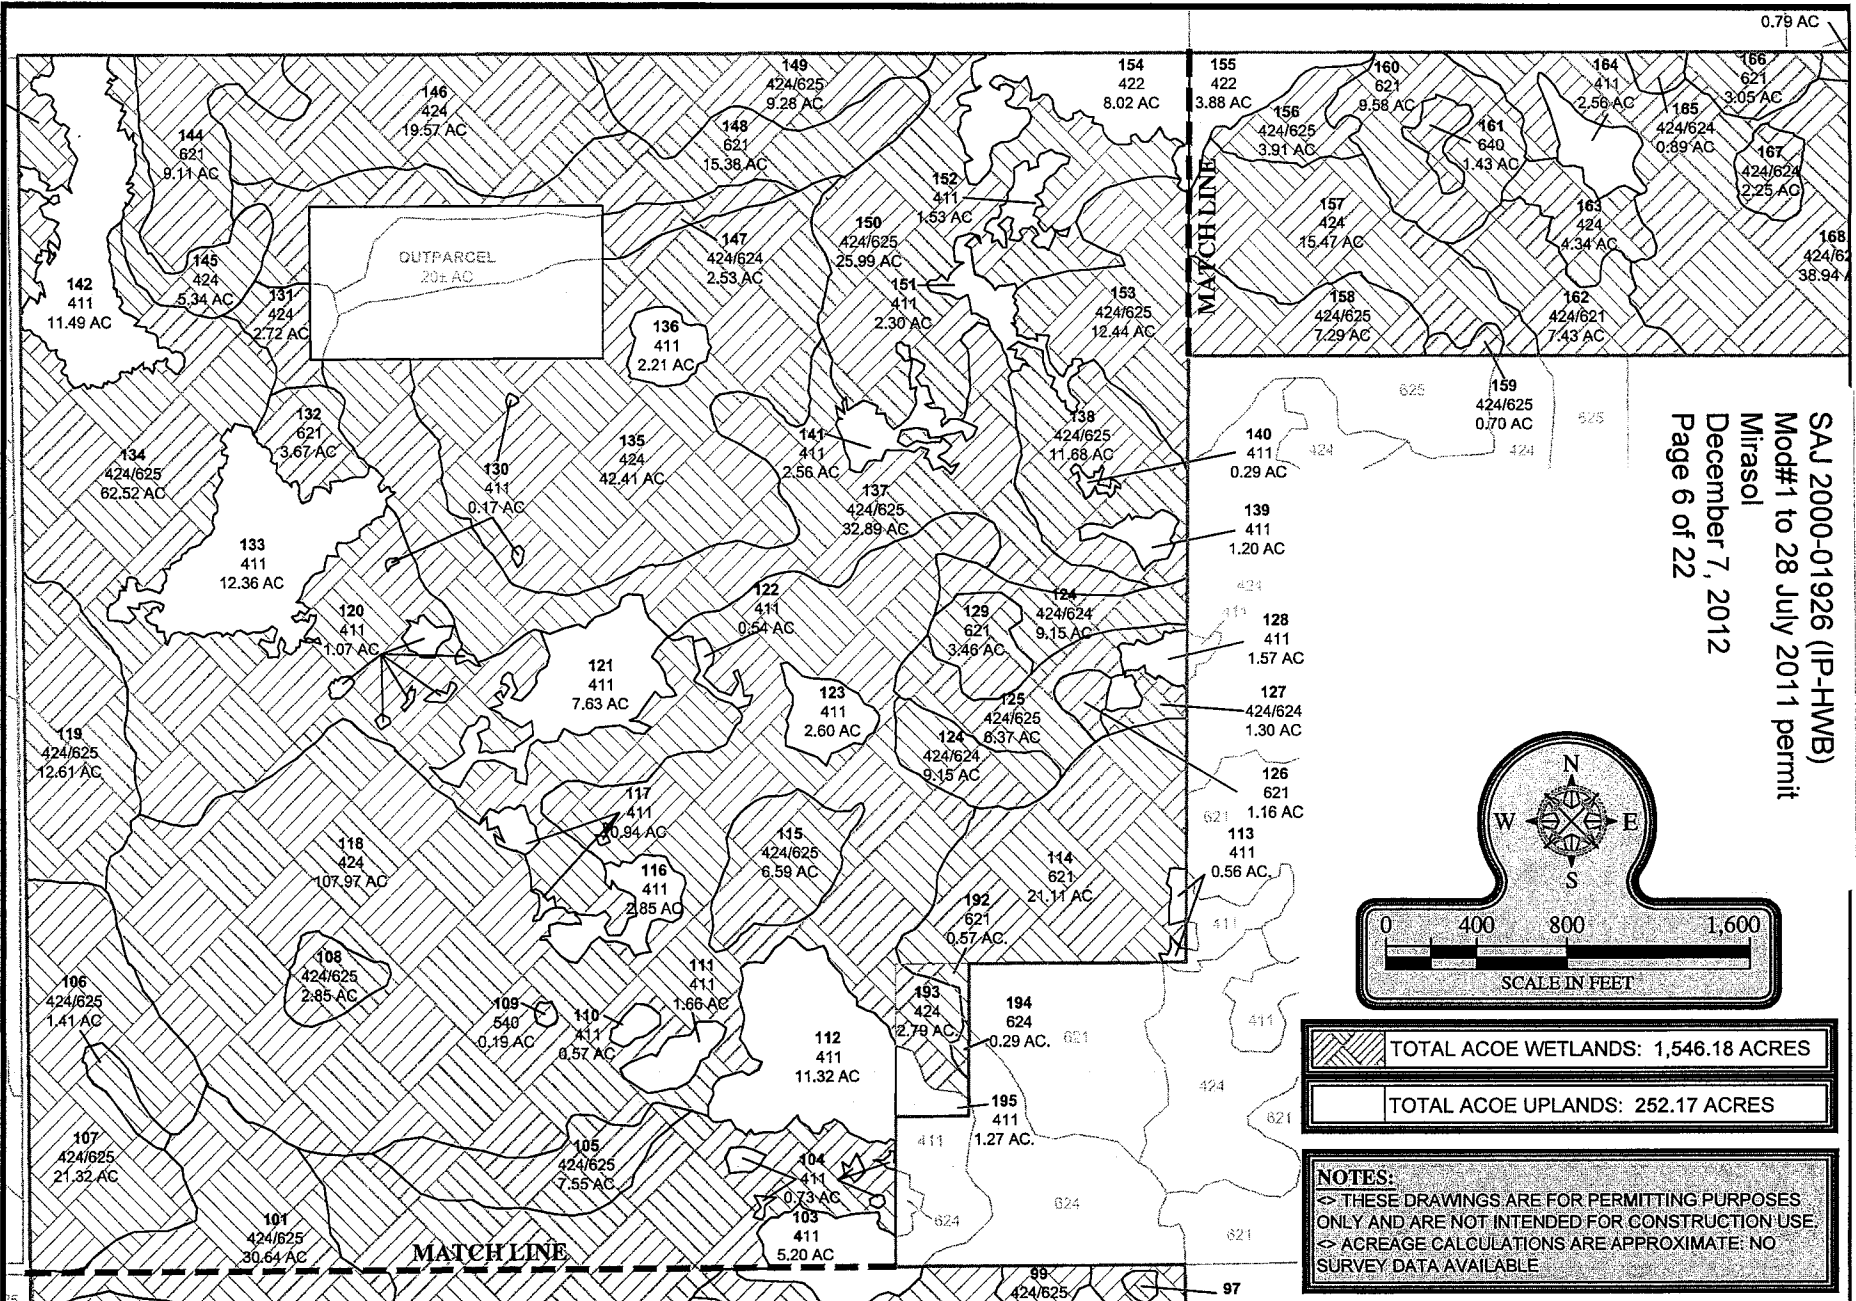 0.79 AC
149
424/625
9.28 AC
154
422
8.02 AC
155
422
3.88 AC
160
621
9.58 AC
164
411
2.56 AC
166
621
3.05 AC
146
424
19.57 AC
144
621
9.11 AC
148
621
15.38 AC
156
424/625
3.91 AC
161
640
1.43 AC
165
424/624
0.89 AC
167
424/624
2.25 AC
152
411
1.53 AC
MATCH LINE
157
424
15.47 AC
163
424
4.34 AC
168
38.94
150
424/625
25.99 AC
147
424/624
2.53 AC
OUTPARCEL
20± AC
145
424
5.34 AC
142
411
11.49 AC
131
424
2.72 AC
151
411
2.30 AC
153
424/625
12.44 AC
158
424/625
7.29 AC
162
424/621
7.43 AC
136
411
2.21 AC
159
424/625
0.70 AC
625
625
424
424
132
621
3.67 AC
134
424/625
62.52 AC
130
411
0.17 AC
135
424
42.41 AC
141
411
2.56 AC
138
424/625
11.68 AC
140
411
0.29 AC
137
424/625
32.89 AC
139
411
1.20 AC
133
411
12.36 AC
SAJ 2000-01926 (IP-HWB)
Mod#1 to 28 July 2011 permit
Mirasol
December 7, 2012
Page 6 of 22
424
411
120
411
1.07 AC
122
411
0.54 AC
129
621
3.46 AC
124
424/624
9.15 AC
128
411
1.57 AC
121
411
7.63 AC
123
411
2.60 AC
125
424/625
6.37 AC
127
424/624
1.30 AC
124
424/624
9.15 AC
119
424/625
12.61 AC
126
621
1.16 AC
621
117
411
0.94 AC
118
424
107.97 AC
115
424/625
6.59 AC
114
621
21.11 AC
113
411
0.56 AC.
116
411
2.85 AC
192
621
0.57 AC.
411
N
W
E
S
0
400
800
1,600
SCALE IN FEET
108
424/625
2.85 AC
106
424/625
1.41 AC
111
411
1.66 AC
109
540
0.19 AC
110
411
0.57 AC
193
424
2.79 AC.
194
624
0.29 AC.
621
411
112
411
11.32 AC
424
TOTAL ACOE WETLANDS: 1,546.18 ACRES
TOTAL ACOE UPLANDS: 252.17 ACRES
195
411
1.27 AC.
621
411
107
424/625
21.32 AC
105
424/625
7.55 AC
104
411
0.73 AC
103
411
5.20 AC
624
624
621
101
424/625
30.64 AC
MATCH LINE
NOTES:
<> THESE DRAWINGS ARE FOR PERMITTING PURPOSES
ONLY AND ARE NOT INTENDED FOR CONSTRUCTION USE.
<> ACREAGE CALCULATIONS ARE APPROXIMATE: NO
SURVEY DATA AVAILABLE
99
424/625
97